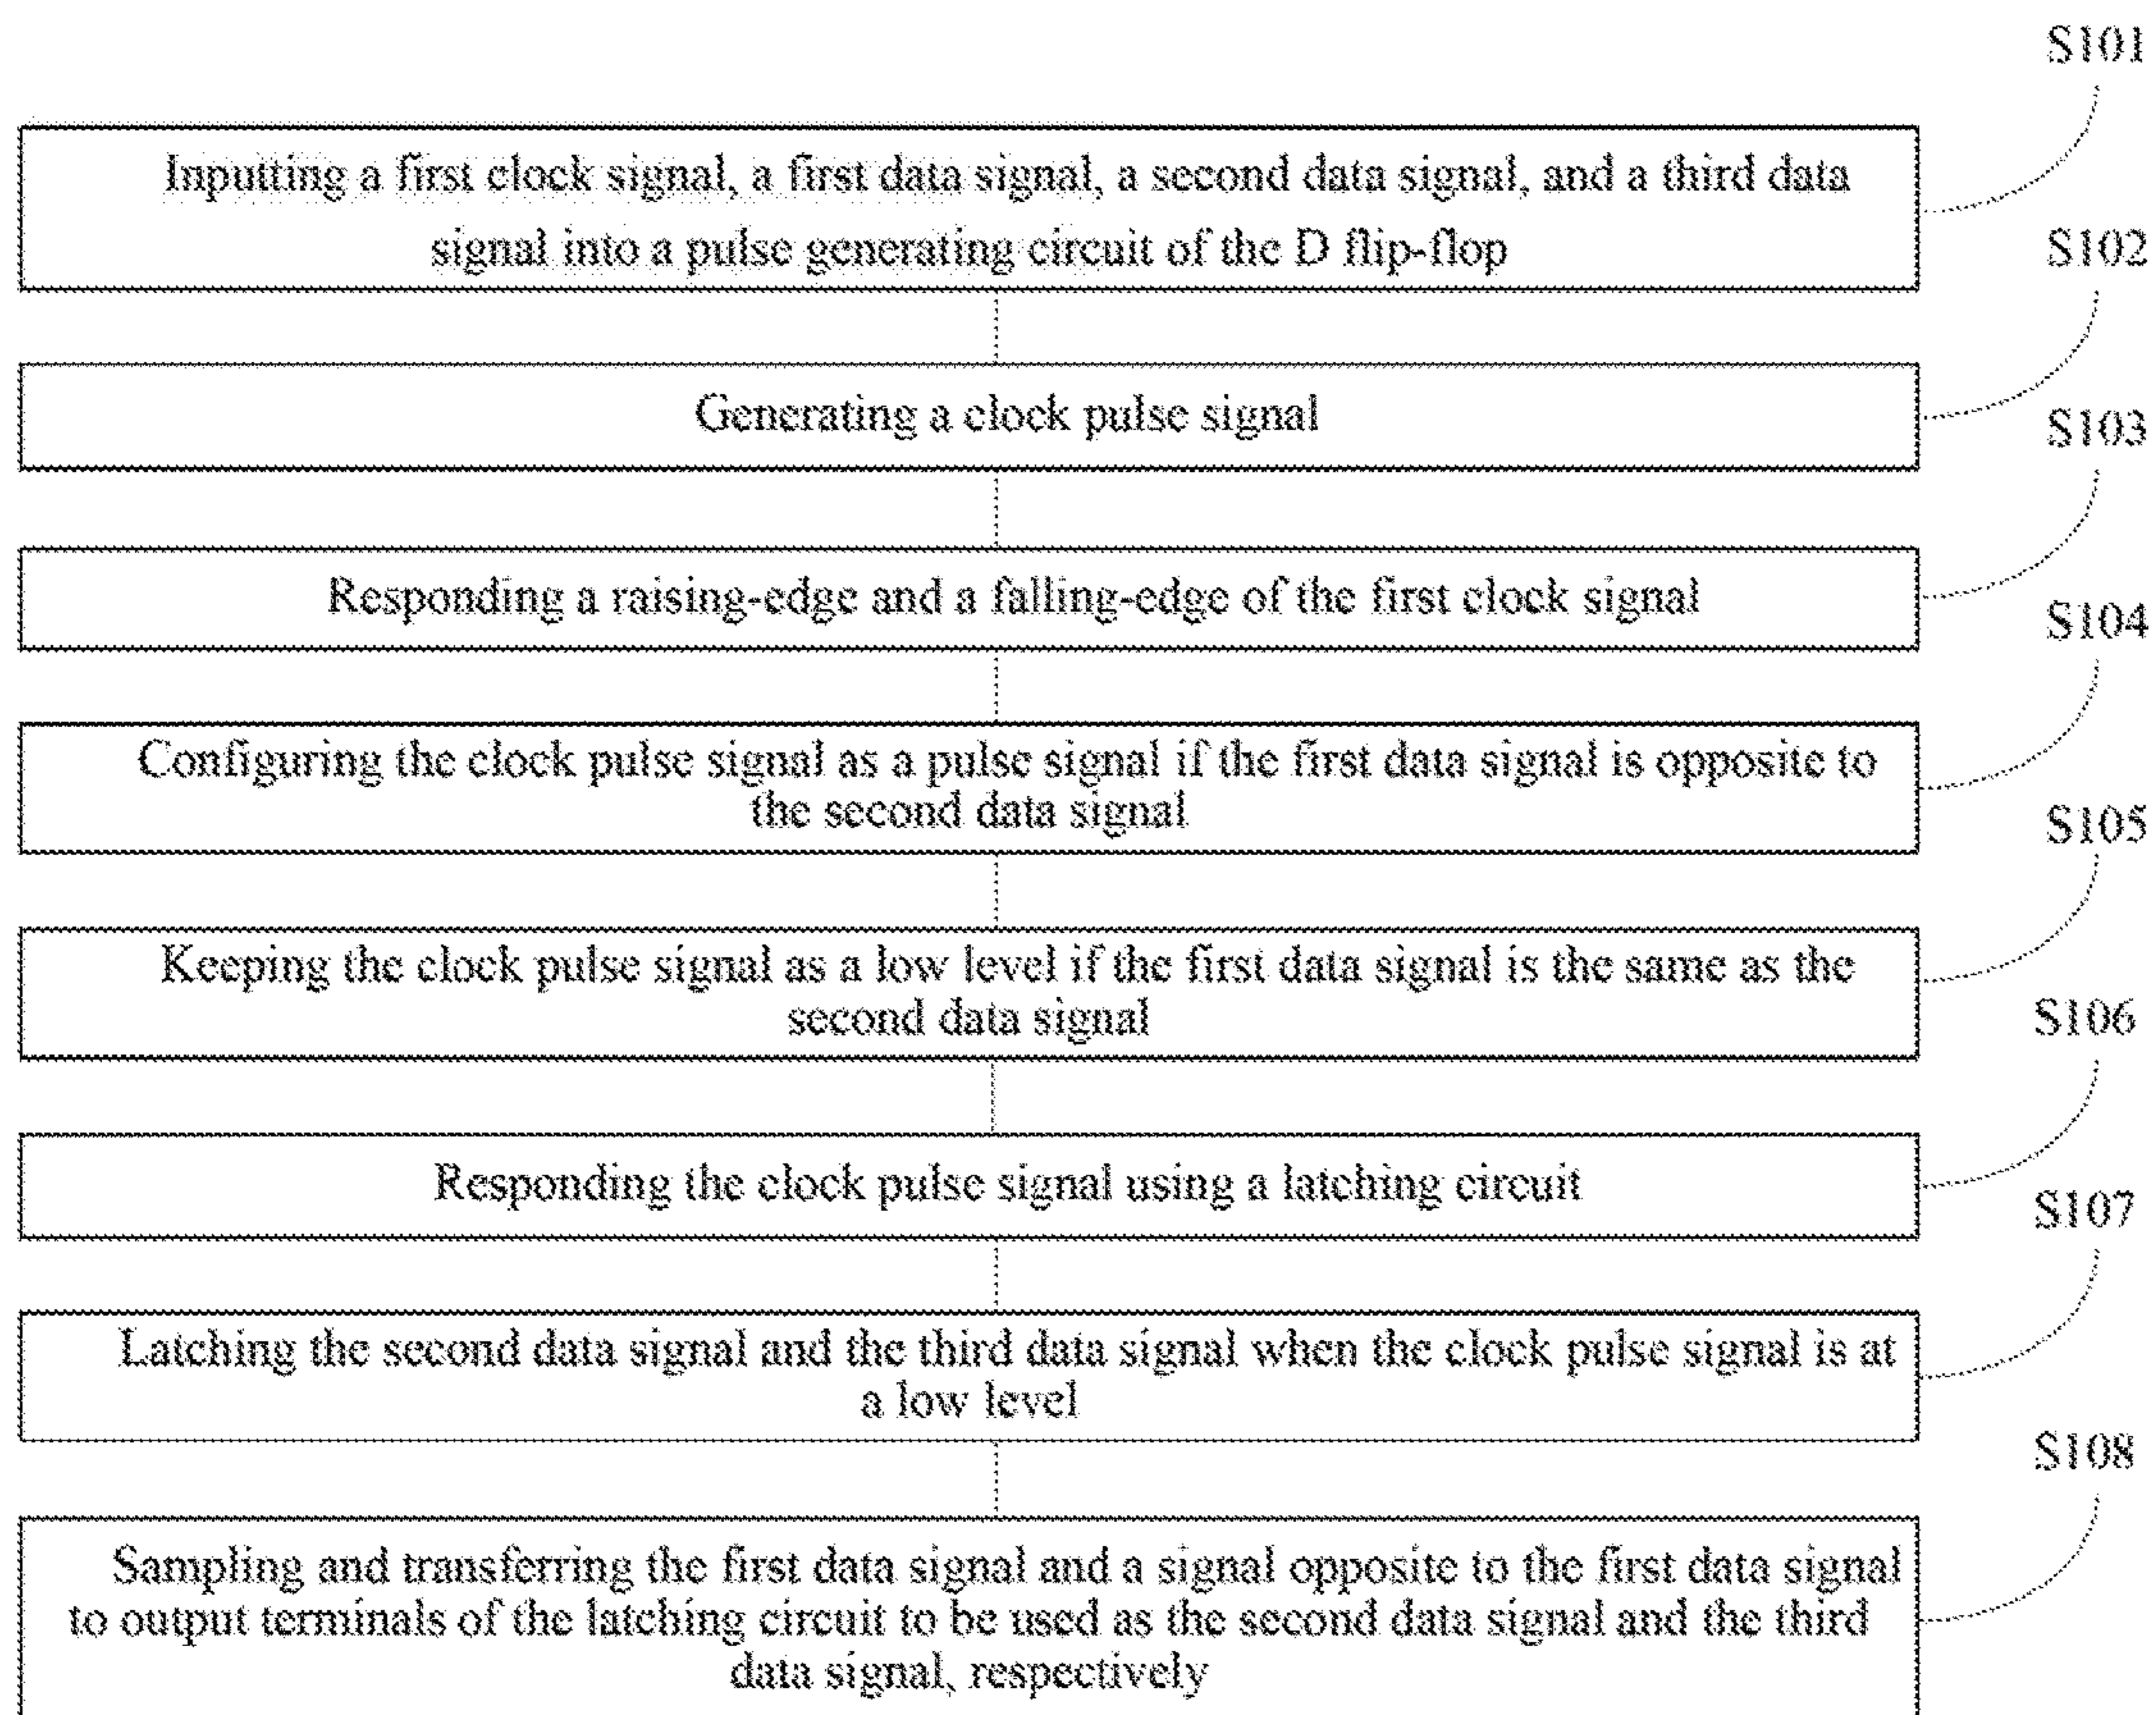 S101
Inputting a first clock signal, a first data signal, a second data signal, and a third data
signal into a pulse generating circuit of the D flip-flop
S102
Generating a clock pulse signal
S103
Responding a raising-edge and a falling-edge of the first clock signal
S104
Configuring the clock pulse signal as a pulse signal if the first data signal is opposite to
the second data signal
S105
Keeping the clock pulse signal as a low level if the first data signal is the same as the
second data signal
S106
Responding the clock pulse signal using a latching circuit
S107
Latching the second data signal and the third data signal when the clock pulse signal is at
a low level
S108
Sampling and transferring the first data signal and a signal opposite to the first data signal
to output terminals of the latching circuit to be used as the second data signal and the third
data signal, respectively